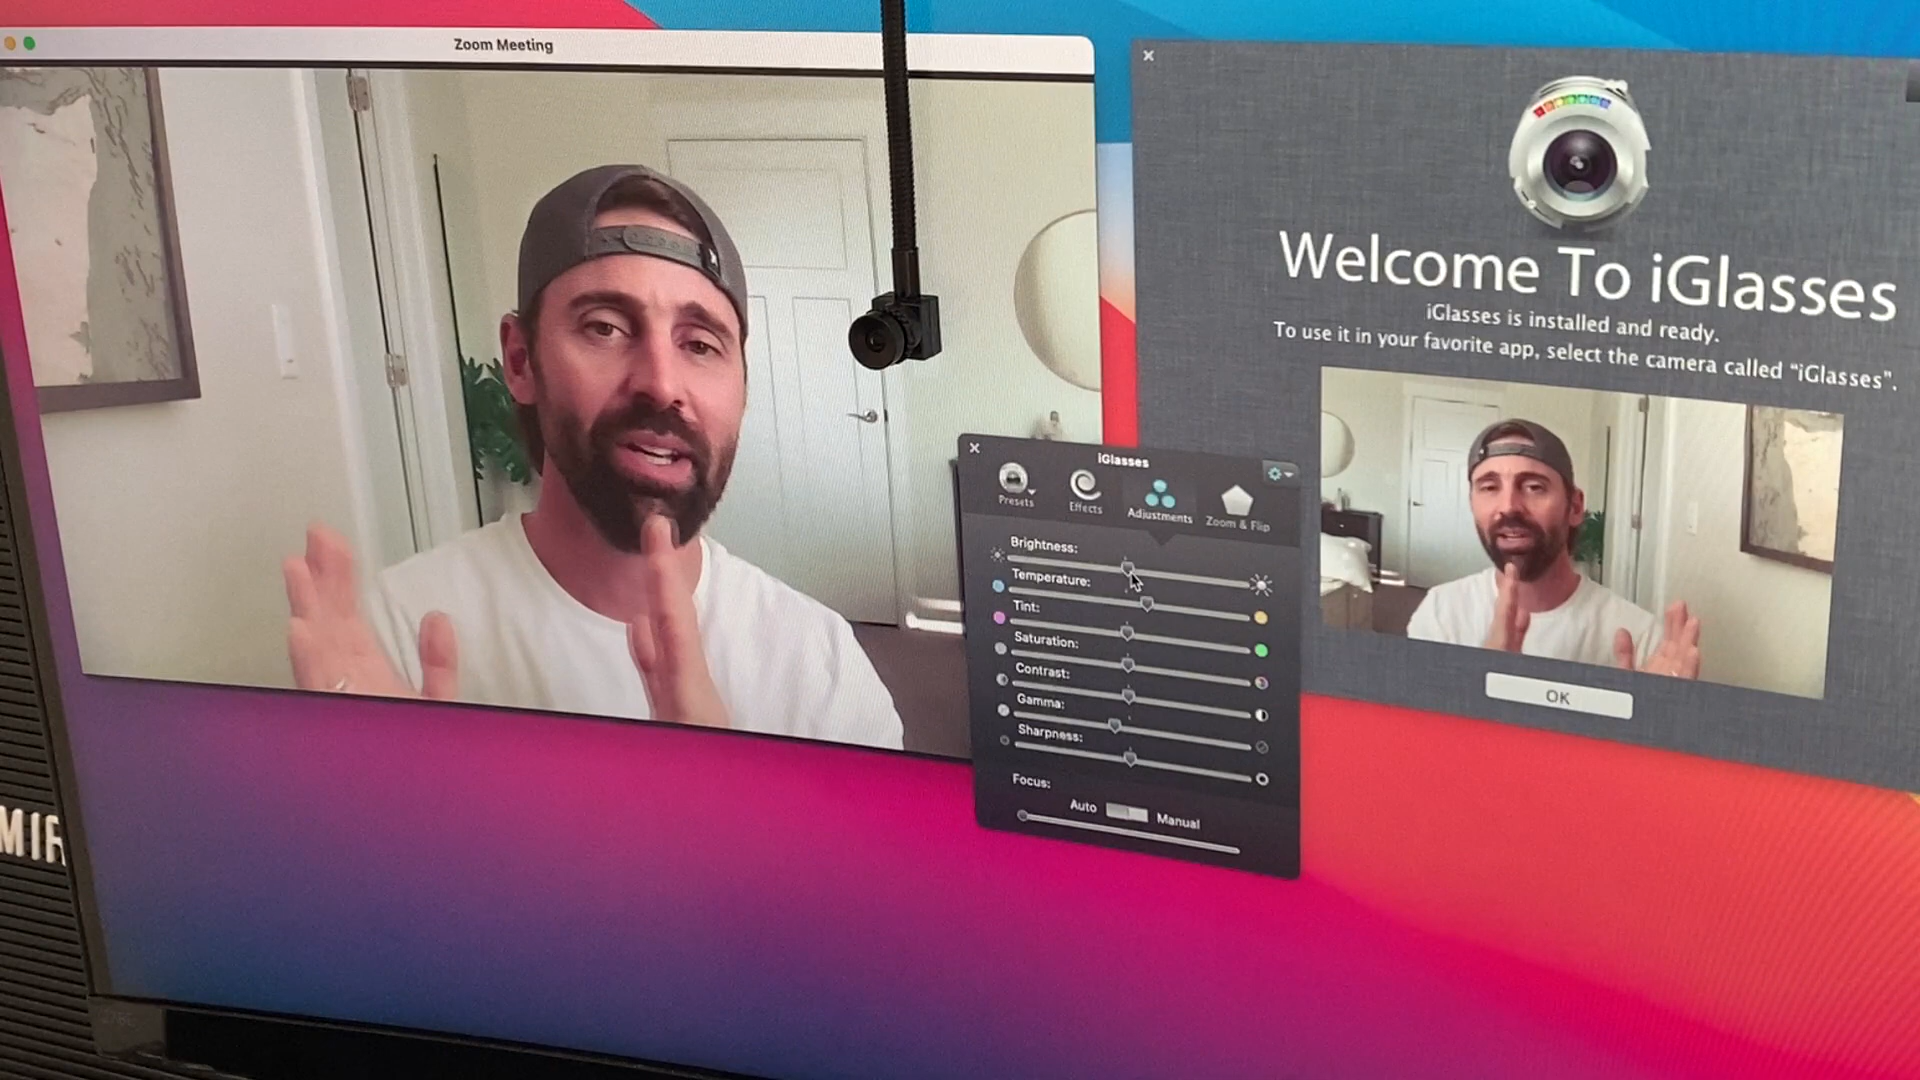 Zoom Meeting
Welcome To iGlasses
iGlasses is installed and ready.
To use it in your favorite app, select the camera called “iGlasses”.
OK
iGlasses
Presets
Effects
Adjustments
Zoom & Flip
Brightness:
Temperature:
Tint:
Saturation:
Contrast:
Gamma:
Sharpness:
Focus:
Auto
Manual